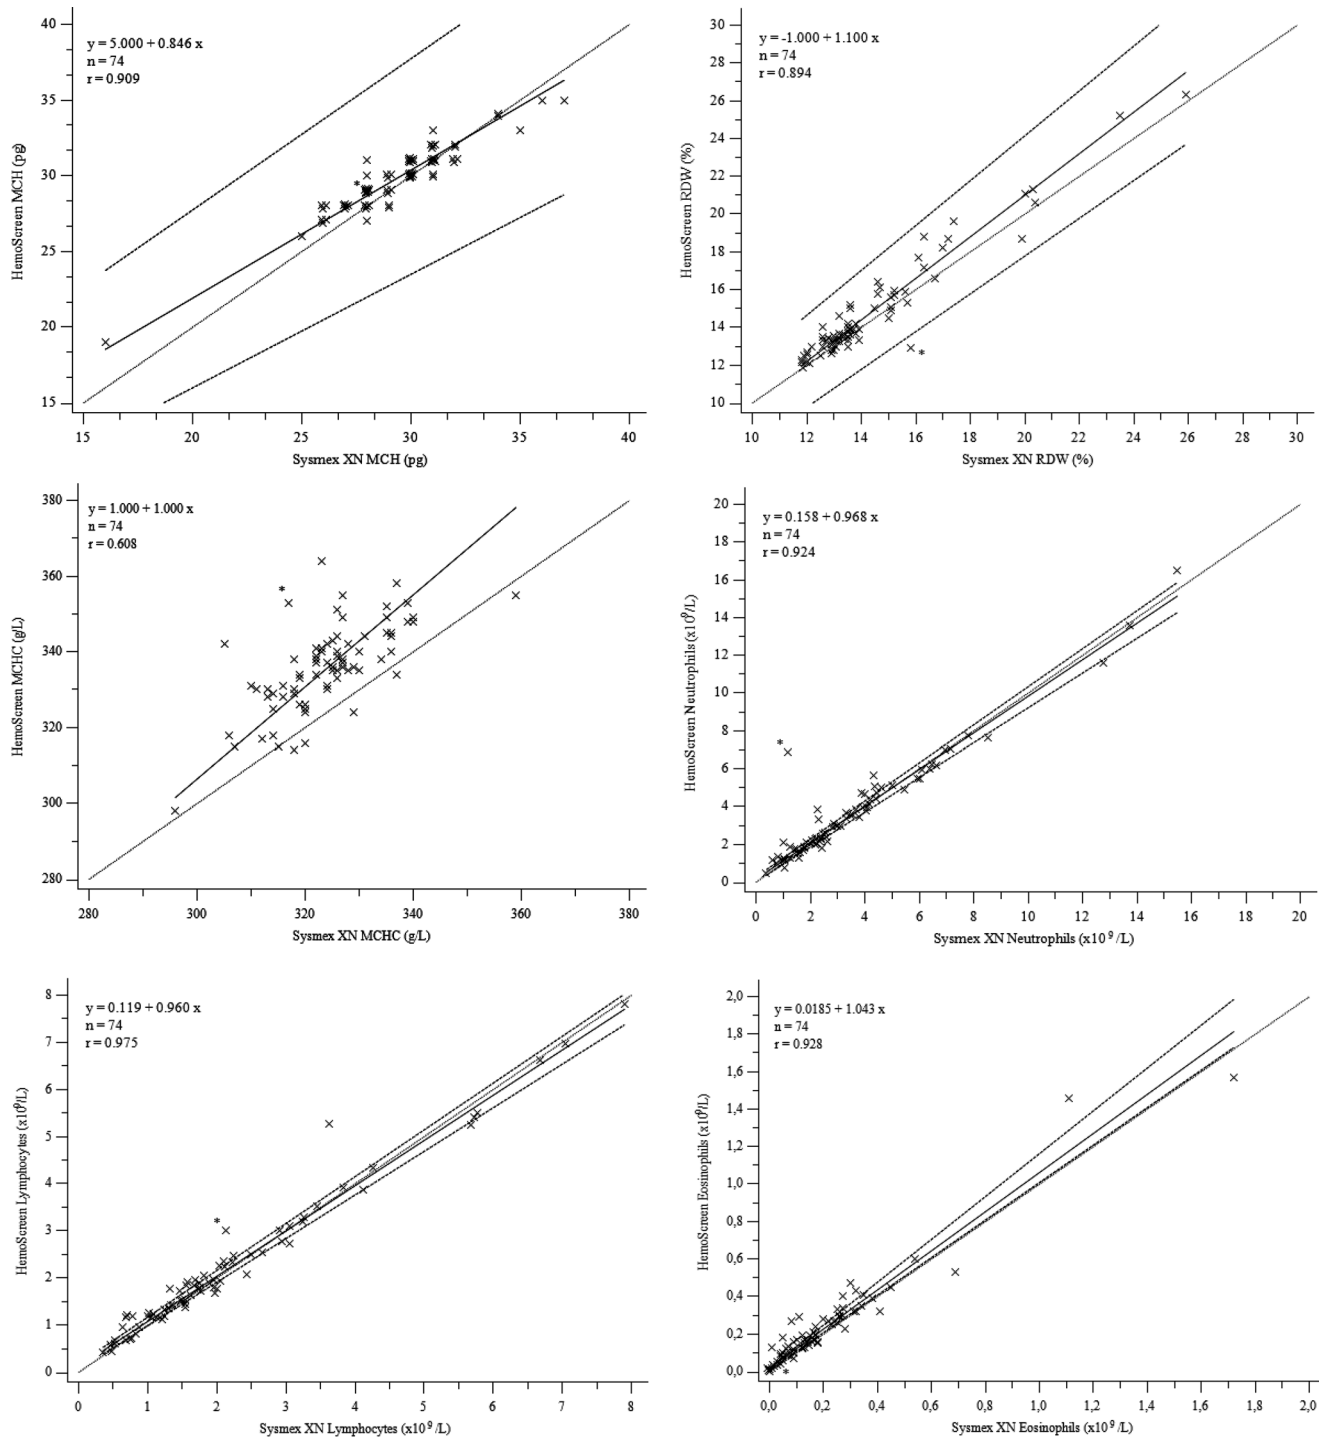 y = 5.000 + 0.846 x
n = 74
r = 0.909
40
35
30
25
20
15
HemoScreen MCH (pg)
*
15 20 25 30 35 40
Sysmex XN MCH (pg)
y = -1.000 + 1.100 x
n = 74
r = 0.894
30
28
26
24
22
20
18
16
14
12
10
HemoScreen RDW (%)
*
10 12 14 16 18 20 22 24 26 28 30
Sysmex XN RDW (%)
y = 1.000 + 1.000 x
n = 74
r = 0.608
380
360
340
320
300
280
HemoScreen MCHC (g/L)
*
280 300 320 340 360 380
Sysmex XN MCHC (g/L)
y = 0.158 + 0.968 x
n = 74
r = 0.924
20
18
16
14
12
10
8
6
4
2
0
HemoScreen Neutrophils (x10⁹/L)
*
0 2 4 6 8 10 12 14 16 18 20
Sysmex XN Neutrophils (x10⁹/L)
y = 0.119 + 0.960 x
n = 74
r = 0.975
8
7
6
5
4
3
2
1
0
HemoScreen Lymphocytes (x10⁹/L)
*
0 1 2 3 4 5 6 7 8
Sysmex XN Lymphocytes (x10⁹/L)
y = 0.0185 + 1.043 x
n = 74
r = 0.928
2,0
1,8
1,6
1,4
1,2
1,0
0,8
0,6
0,4
0,2
0,0
HemoScreen Eosinophils (x10⁹/L)
*
0,0 0,2 0,4 0,6 0,8 1,0 1,2 1,4 1,6 1,8 2,0
Sysmex XN Eosinophils (x10⁹/L)